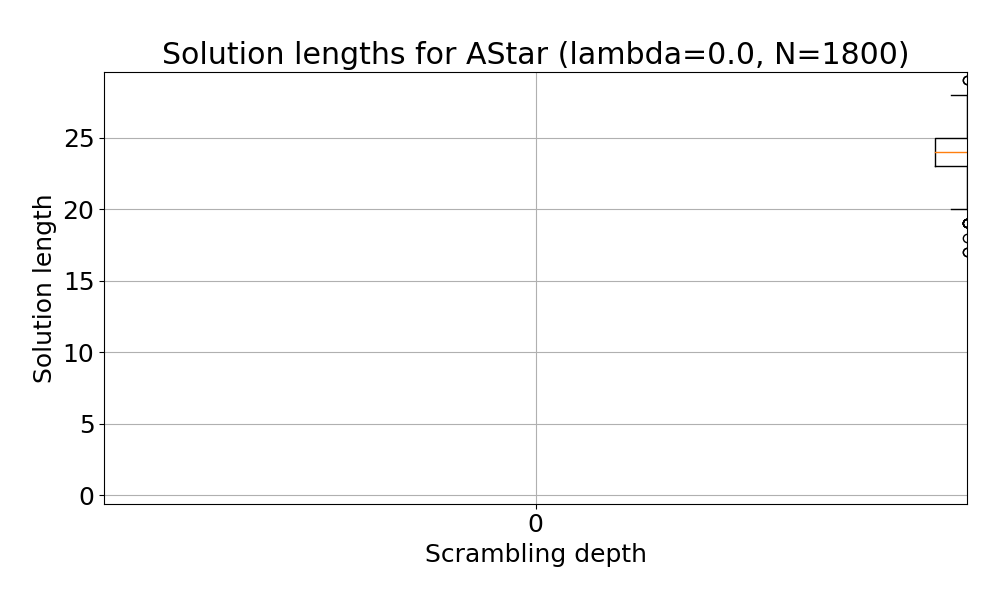 Solution lengths for AStar (lambda=0.0, N=1800)
Solution length
25
20
15
10
5
0
0
Scrambling depth